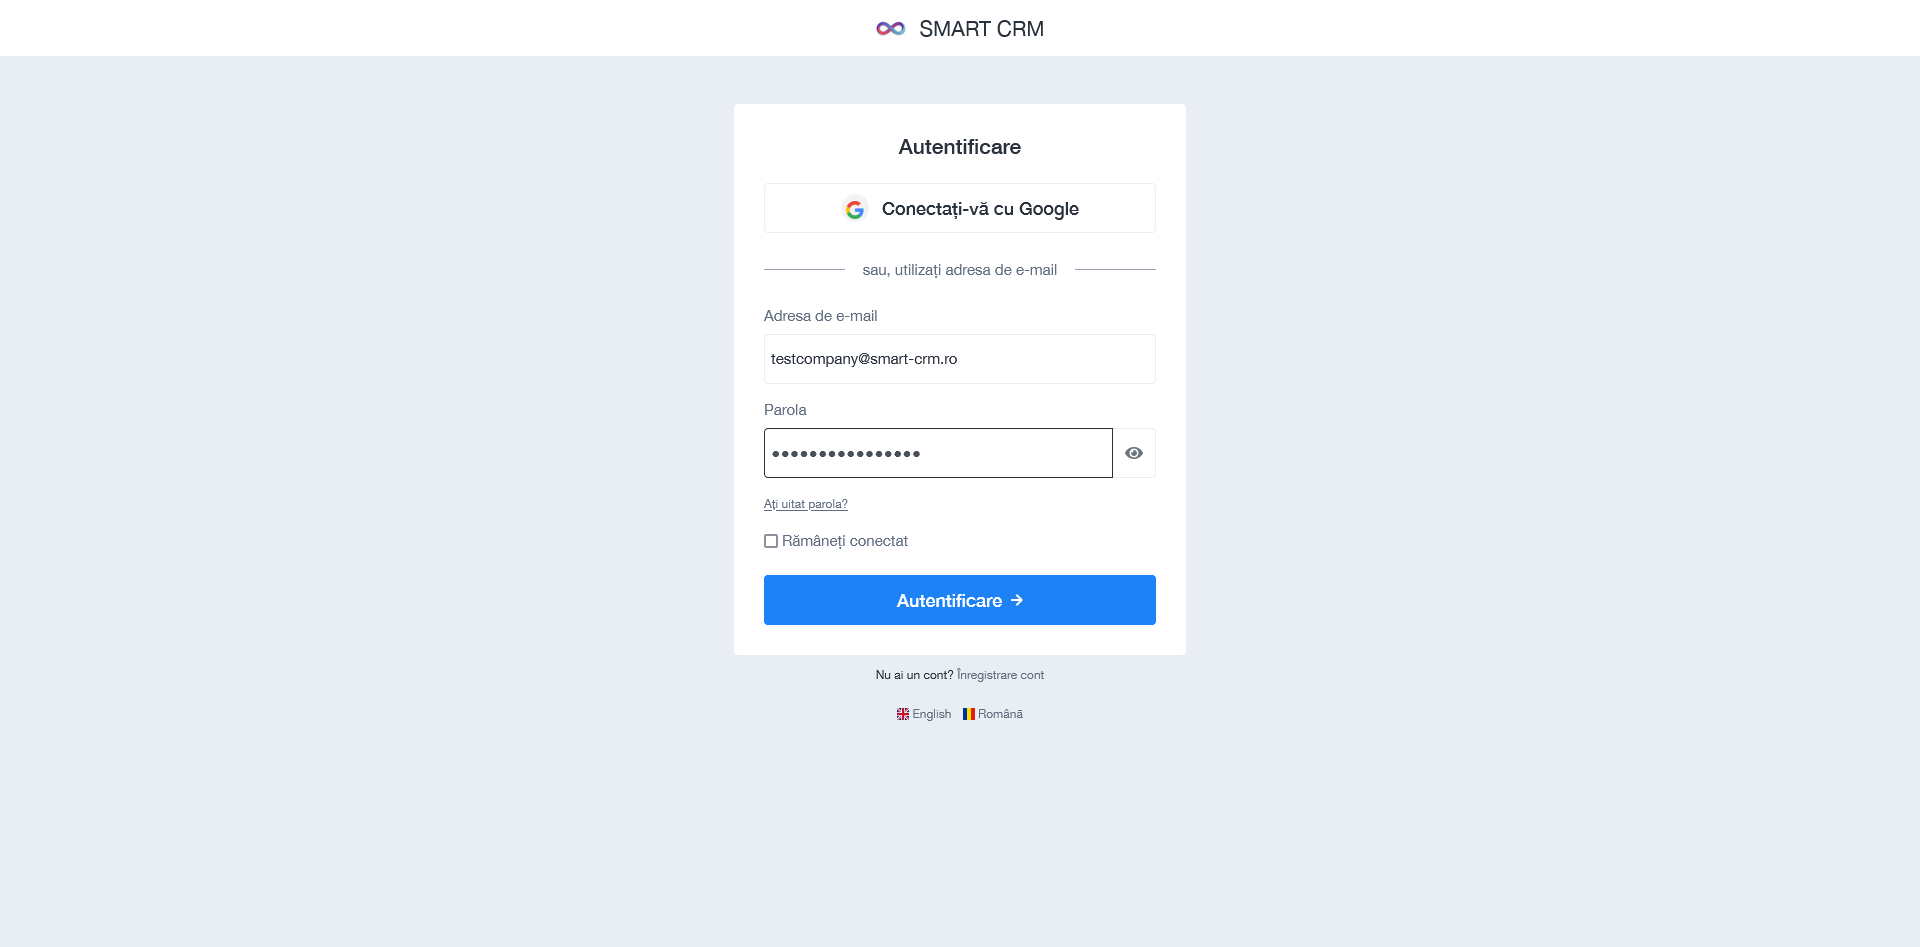 SMART CRM
Autentificare
Conectați-vă cu Google
sau, utilizați adresa de e-mail
Adresa de e-mail
testcompany@smart-crm.ro
Parola
••••••••••••••••
Ați uitat parola?
Rămâneți conectat
Autentificare →
Nu ai un cont? Înregistrare cont
English Română